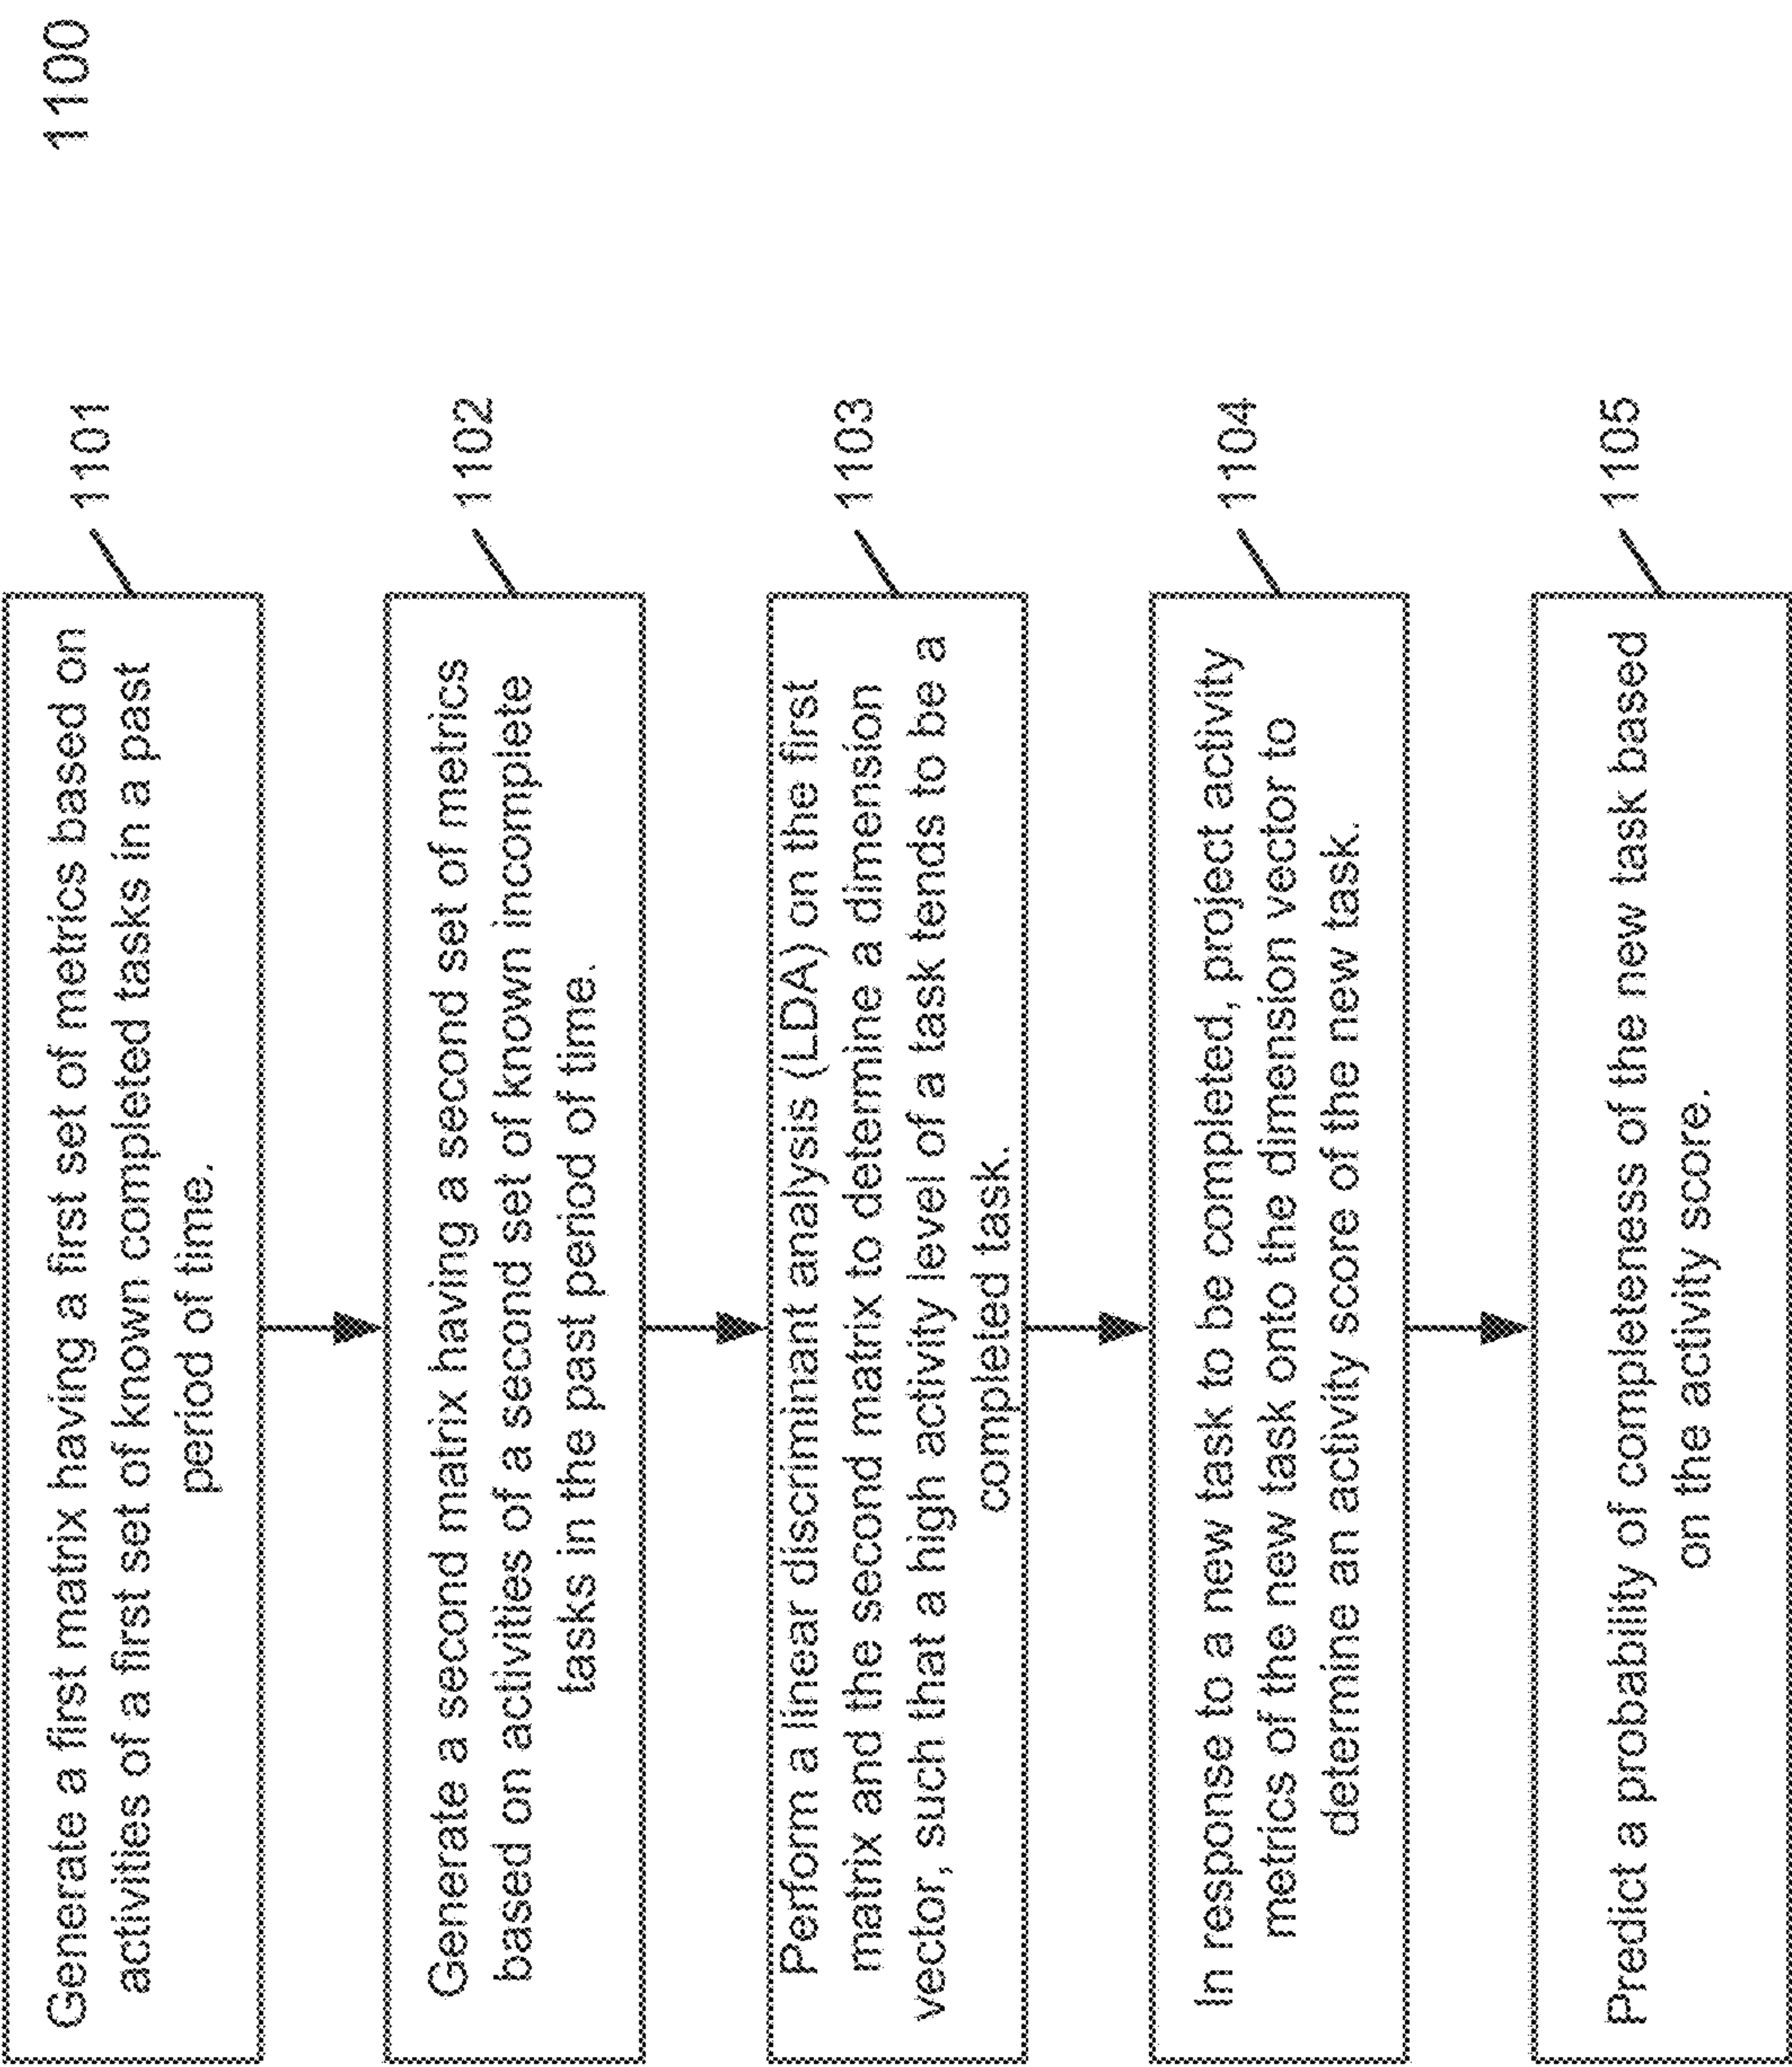 1100
Generate a first matrix having a first set of metrics based on
activities of a first set of known completed tasks in a past
period of time.
1101
Generate a second matrix having a second set of metrics
based on activities of a second set of known incomplete
tasks in the past period of time.
1102
Perform a linear discriminant analysis (LDA) on the first
matrix and the second matrix to determine a dimension
vector, such that a high activity level of a task tends to be a
completed task.
1103
In response to a new task to be completed, project activity
metrics of the new task onto the dimension vector to
determine an activity score of the new task.
1104
Predict a probability of completeness of the new task based
on the activity score.
1105